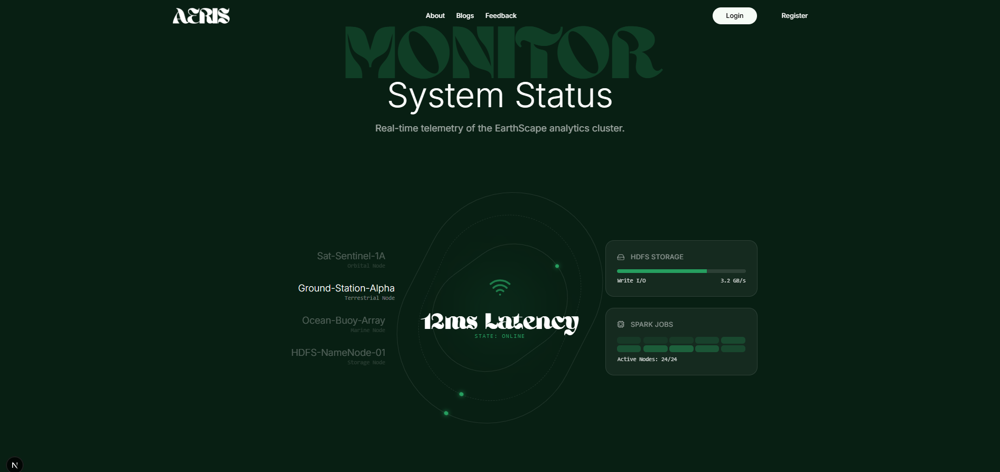 AERIS
About Blogs Feedback
Login Register
MONITOR
System Status
Real-time telemetry of the EarthScape analytics cluster.
Sat-Sentinel-1A
Orbital Node
Ground-Station-Alpha
Terrestrial Node
Ocean-Buoy-Array
Marine Node
HDFS-NameNode-01
Storage Node
12ms Latency
STATE: ONLINE
HDFS STORAGE
Write I/O 3.2 GB/s
SPARK JOBS
Active Nodes: 24/24
N